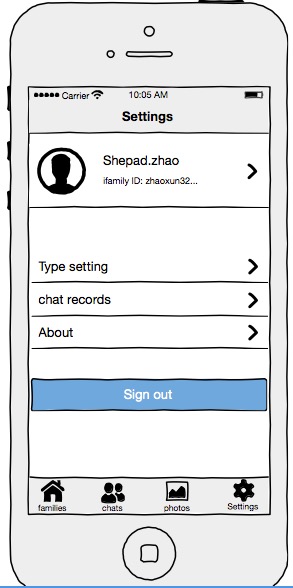 Carrier 10:05 AM
Settings
Shepad.zhao
ifamily ID: zhaoxun32...
Type setting
chat records
About
Sign out
families chats photos Settings